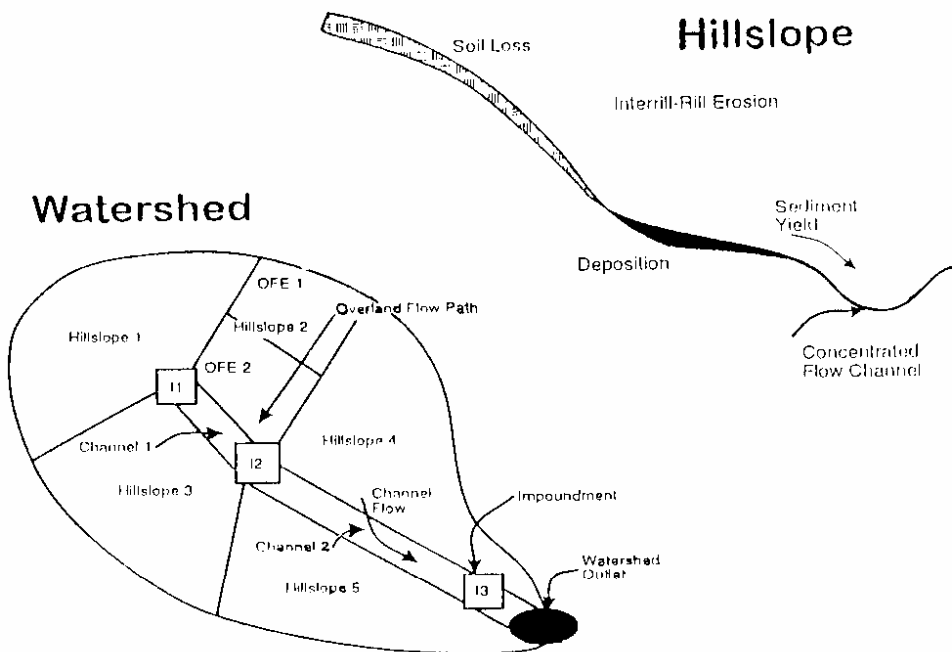 Hillslope
Soil Loss
Interrill-Rill Erosion
Watershed
Sediment
Yield
Deposition
OFE 1
Overland Flow Path
Hillslope 1
Hillslope 2
Concentrated
Flow Channel
OFE 2
I1
Channel 1
Hillslope 4
I2
Hillslope 3
Channel
Flow
Impoundment
Channel 2
Watershed
Outlet
Hillslope 5
I3